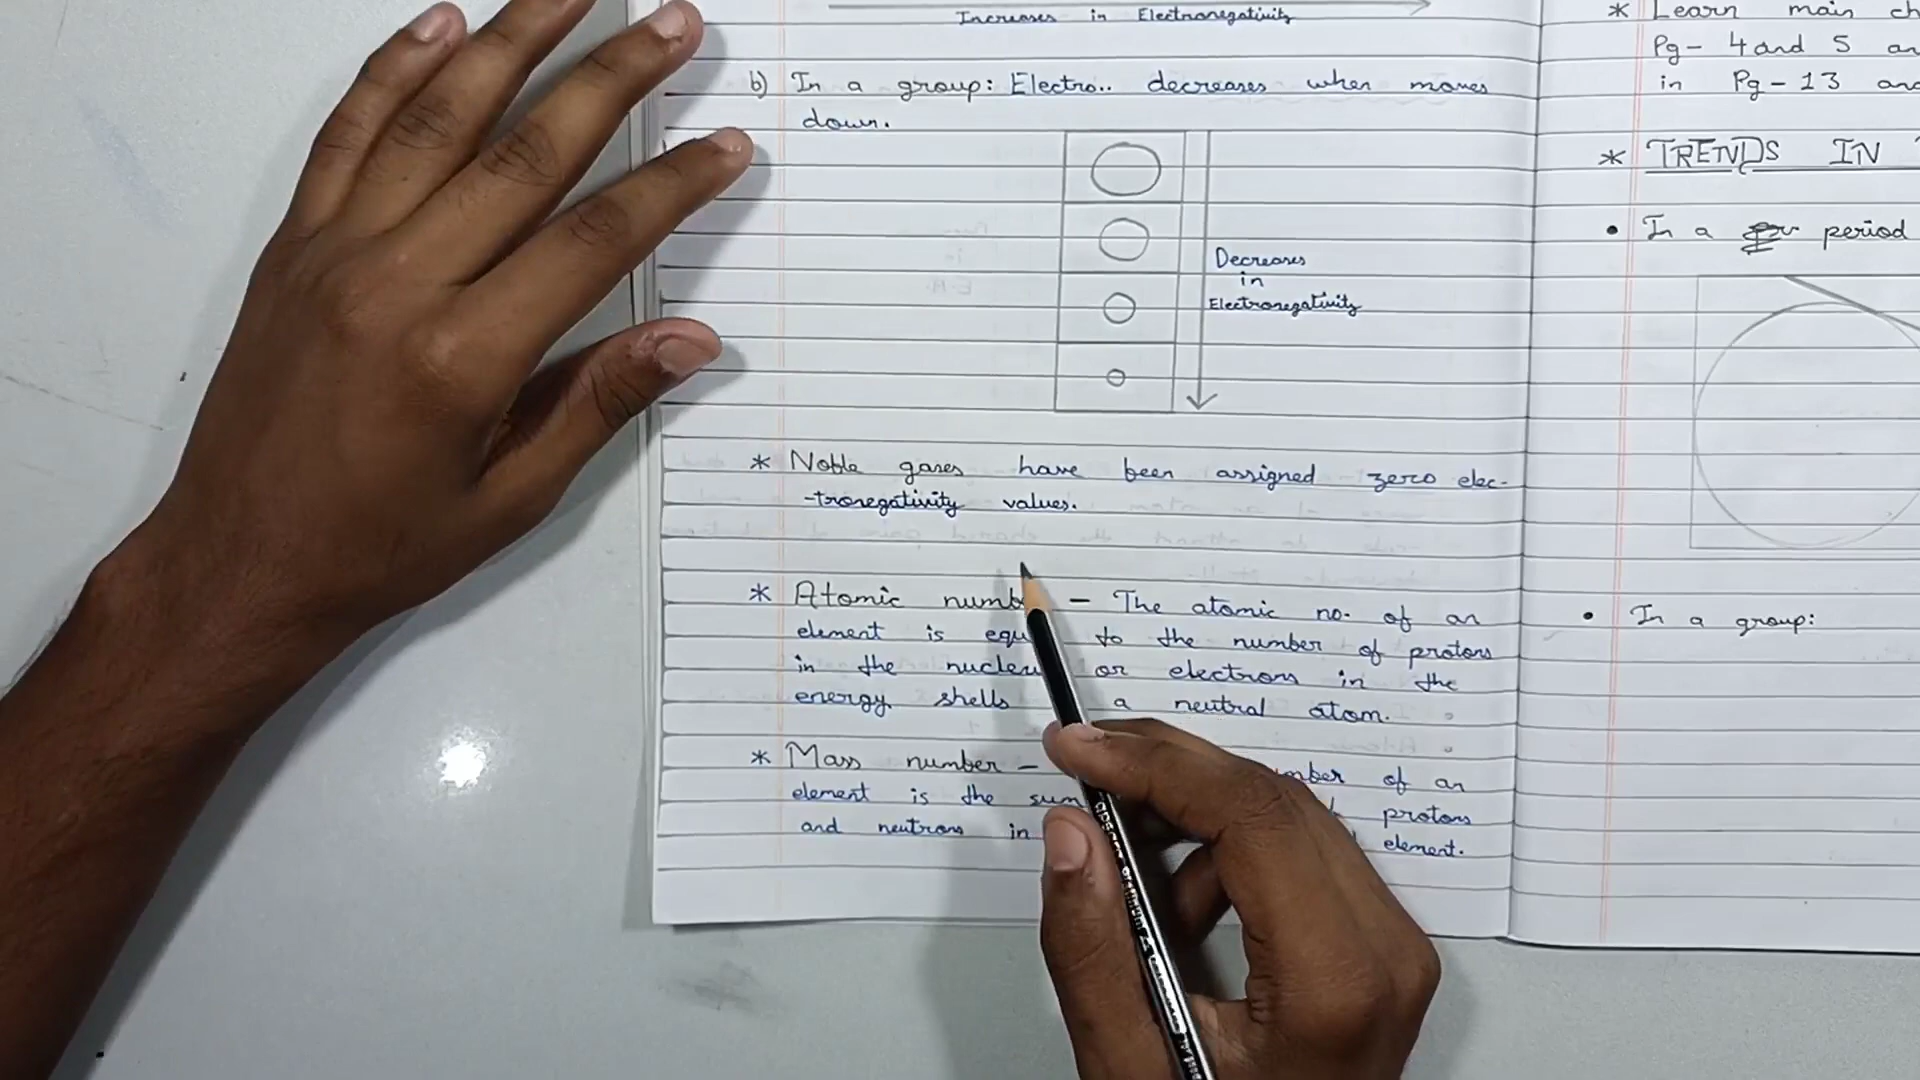 Increases in Electronegativity
b) In a group: Electro.. decreases when moves
down.
Decreases
in
Electronegativity
* Noble gases have been assigned zero elec-
-tronegativity values.
* Atomic numb – The atomic no. of an
element is equ to the number of protons
in the nucleu or electrons in the
energy shells a neutral atom.
* Mass number – mber of an
element is the sum protons
and neutrons in element.
* Learn main ch
Pg - 4 and 5 an
in Pg - 13 and
* TRENDS IN
• In a period
• In a group: